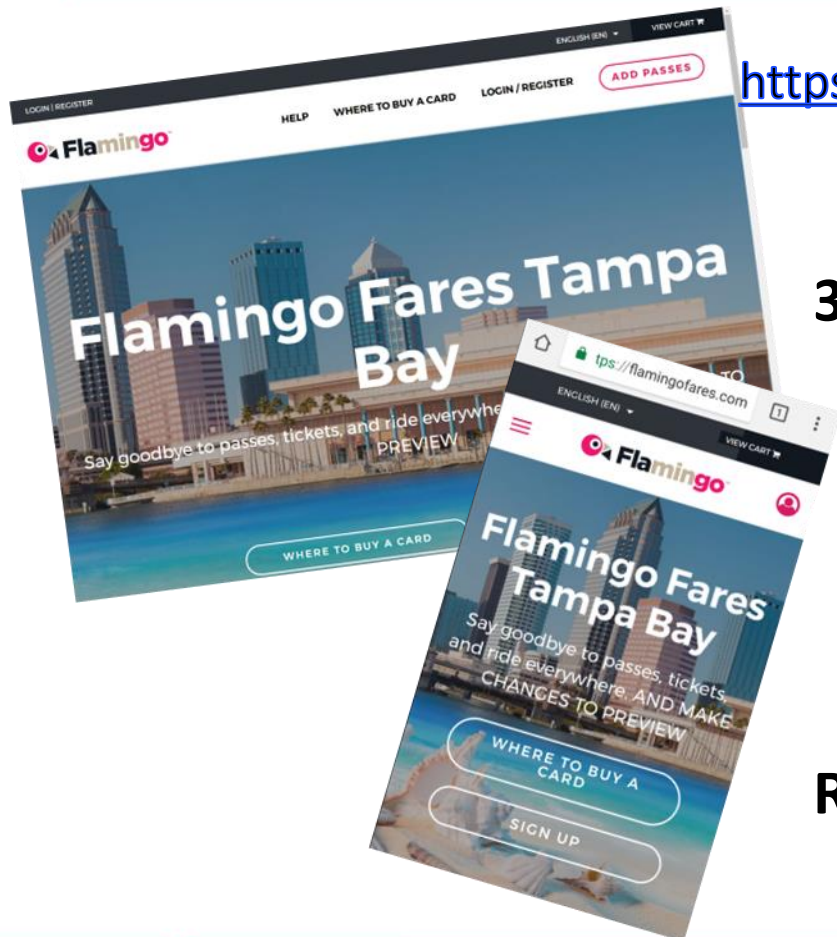 LOGIN | REGISTER
ENGLISH (EN)
VIEW CART
Flamingo
HELP
WHERE TO BUY A CARD
LOGIN / REGISTER
ADD PASSES
https
Flamingo Fares Tampa
Bay
TO
Say goodbye to passes, tickets, and ride everywhe
PREVIEW
WHERE TO BUY A CARD
3
tps://flamingofares.com
1
ENGLISH (EN)
VIEW CART
Flamingo
Flamingo Fares
Tampa Bay
Say goodbye to passes, tickets,
and ride everywhere. AND MAKE
CHANGES TO PREVIEW
WHERE TO BUY A
CARD
SIGN UP
R